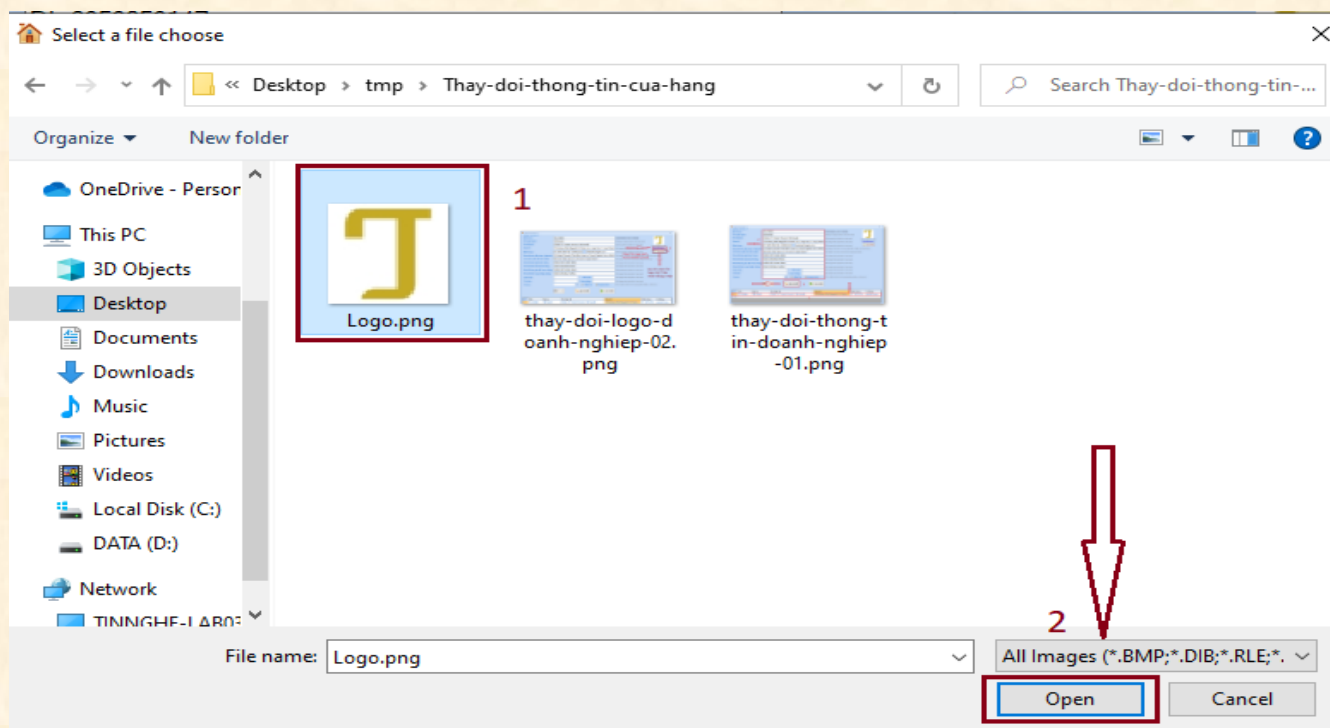 Select a file choose
« Desktop › tmp › Thay-doi-thong-tin-cua-hang
Search Thay-doi-thong-tin-...
Organize
New folder
OneDrive - Person
This PC
3D Objects
Desktop
Documents
Downloads
Music
Pictures
Videos
Local Disk (C:)
DATA (D:)
Network
TINNGHE-LAB03
1
Logo.png
thay-doi-logo-d
oanh-nghiep-02.
png
thay-doi-thong-t
in-doanh-nghiep
-01.png
2
File name: Logo.png
All Images (*.BMP;*.DIB;*.RLE;*.
Open
Cancel